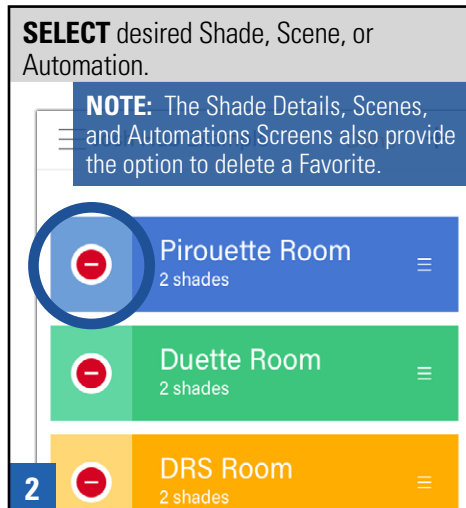 SELECT desired Shade, Scene, or
Automation.
NOTE: The Shade Details, Scenes,
and Automations Screens also provide
the option to delete a Favorite.
Pirouette Room
2 shades
Duette Room
2 shades
DRS Room
2 shades
2